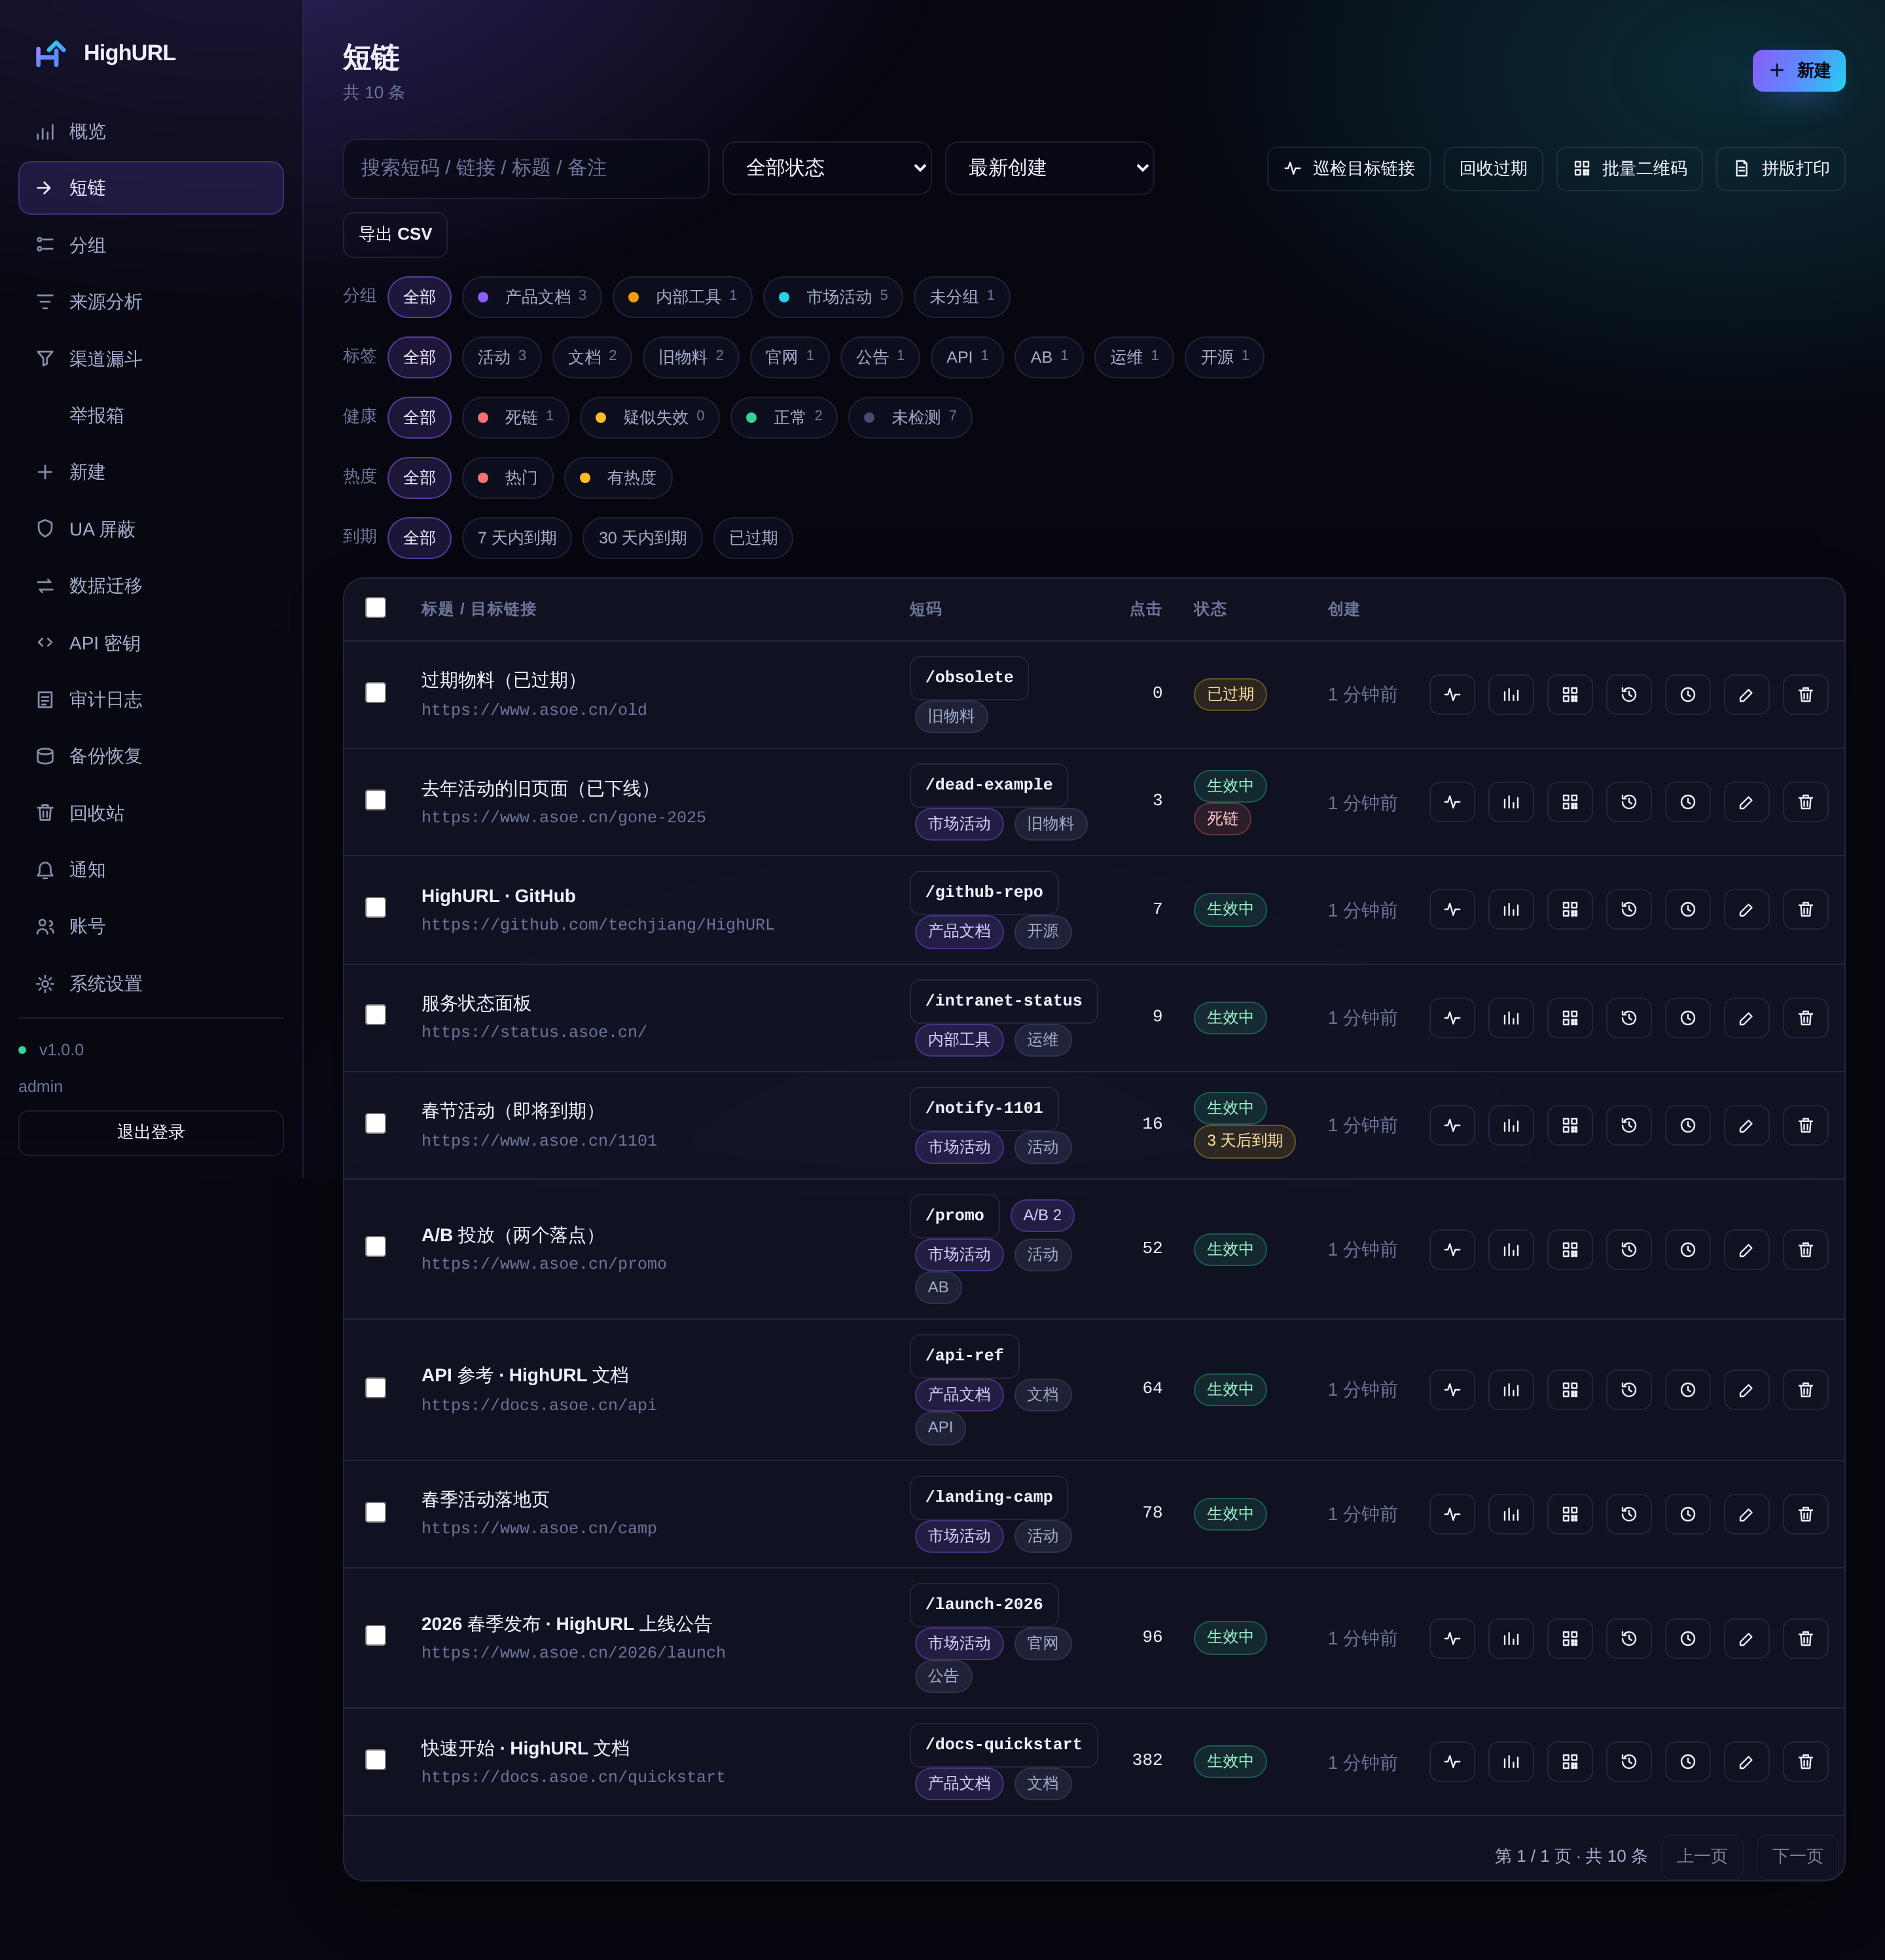 HighURL
概览
短链
分组
来源分析
渠道漏斗
举报箱
新建
UA 屏蔽
数据迁移
API 密钥
审计日志
备份恢复
回收站
通知
账号
系统设置
v1.0.0
admin
退出登录
短链
共 10 条
新建
搜索短码 / 链接 / 标题 / 备注 全部状态 最新创建 巡检目标链接 回收过期 批量二维码 拼版打印
导出 CSV
分组 全部 产品文档 3 内部工具 1 市场活动 5 未分组 1
标签 全部 活动 3 文档 2 旧物料 2 官网 1 公告 1 API 1 AB 1 运维 1 开源 1
健康 全部 死链 1 疑似失效 0 正常 2 未检测 7
热度 全部 热门 有热度
到期 全部 7 天内到期 30 天内到期 已过期
标题 / 目标链接 短码 点击 状态 创建
过期物料（已过期）
https://www.asoe.cn/old
/obsolete
旧物料
0
已过期
1 分钟前
去年活动的旧页面（已下线）
https://www.asoe.cn/gone-2025
/dead-example
市场活动 旧物料
3
生效中
死链
1 分钟前
HighURL · GitHub
https://github.com/techjiang/HighURL
/github-repo
产品文档 开源
7
生效中
1 分钟前
服务状态面板
https://status.asoe.cn/
/intranet-status
内部工具 运维
9
生效中
1 分钟前
春节活动（即将到期）
https://www.asoe.cn/1101
/notify-1101
市场活动 活动
16
生效中
3 天后到期
1 分钟前
A/B 投放（两个落点）
https://www.asoe.cn/promo
/promo A/B 2
市场活动 活动
AB
52
生效中
1 分钟前
API 参考 · HighURL 文档
https://docs.asoe.cn/api
/api-ref
产品文档 文档
API
64
生效中
1 分钟前
春季活动落地页
https://www.asoe.cn/camp
/landing-camp
市场活动 活动
78
生效中
1 分钟前
2026 春季发布 · HighURL 上线公告
https://www.asoe.cn/2026/launch
/launch-2026
市场活动 官网
公告
96
生效中
1 分钟前
快速开始 · HighURL 文档
https://docs.asoe.cn/quickstart
/docs-quickstart
产品文档 文档
382
生效中
1 分钟前
第 1 / 1 页 · 共 10 条 上一页 下一页